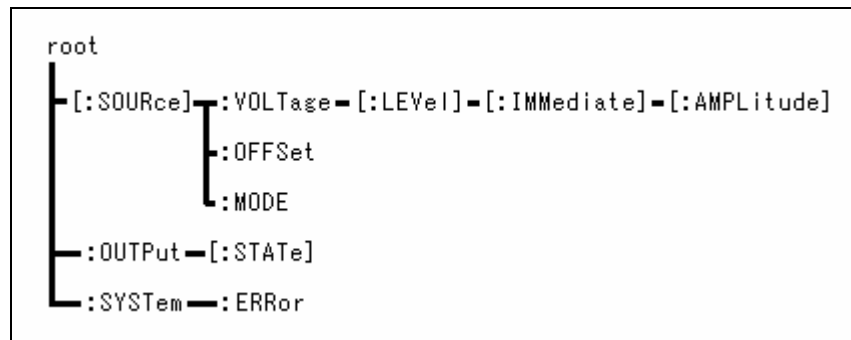 root
[:SOURce] :VOLTage [:LEVel] [:IMMediate] [:AMPLitude]
:OFFSet
:MODE
:OUTPut [:STATe]
:SYSTem :ERRor